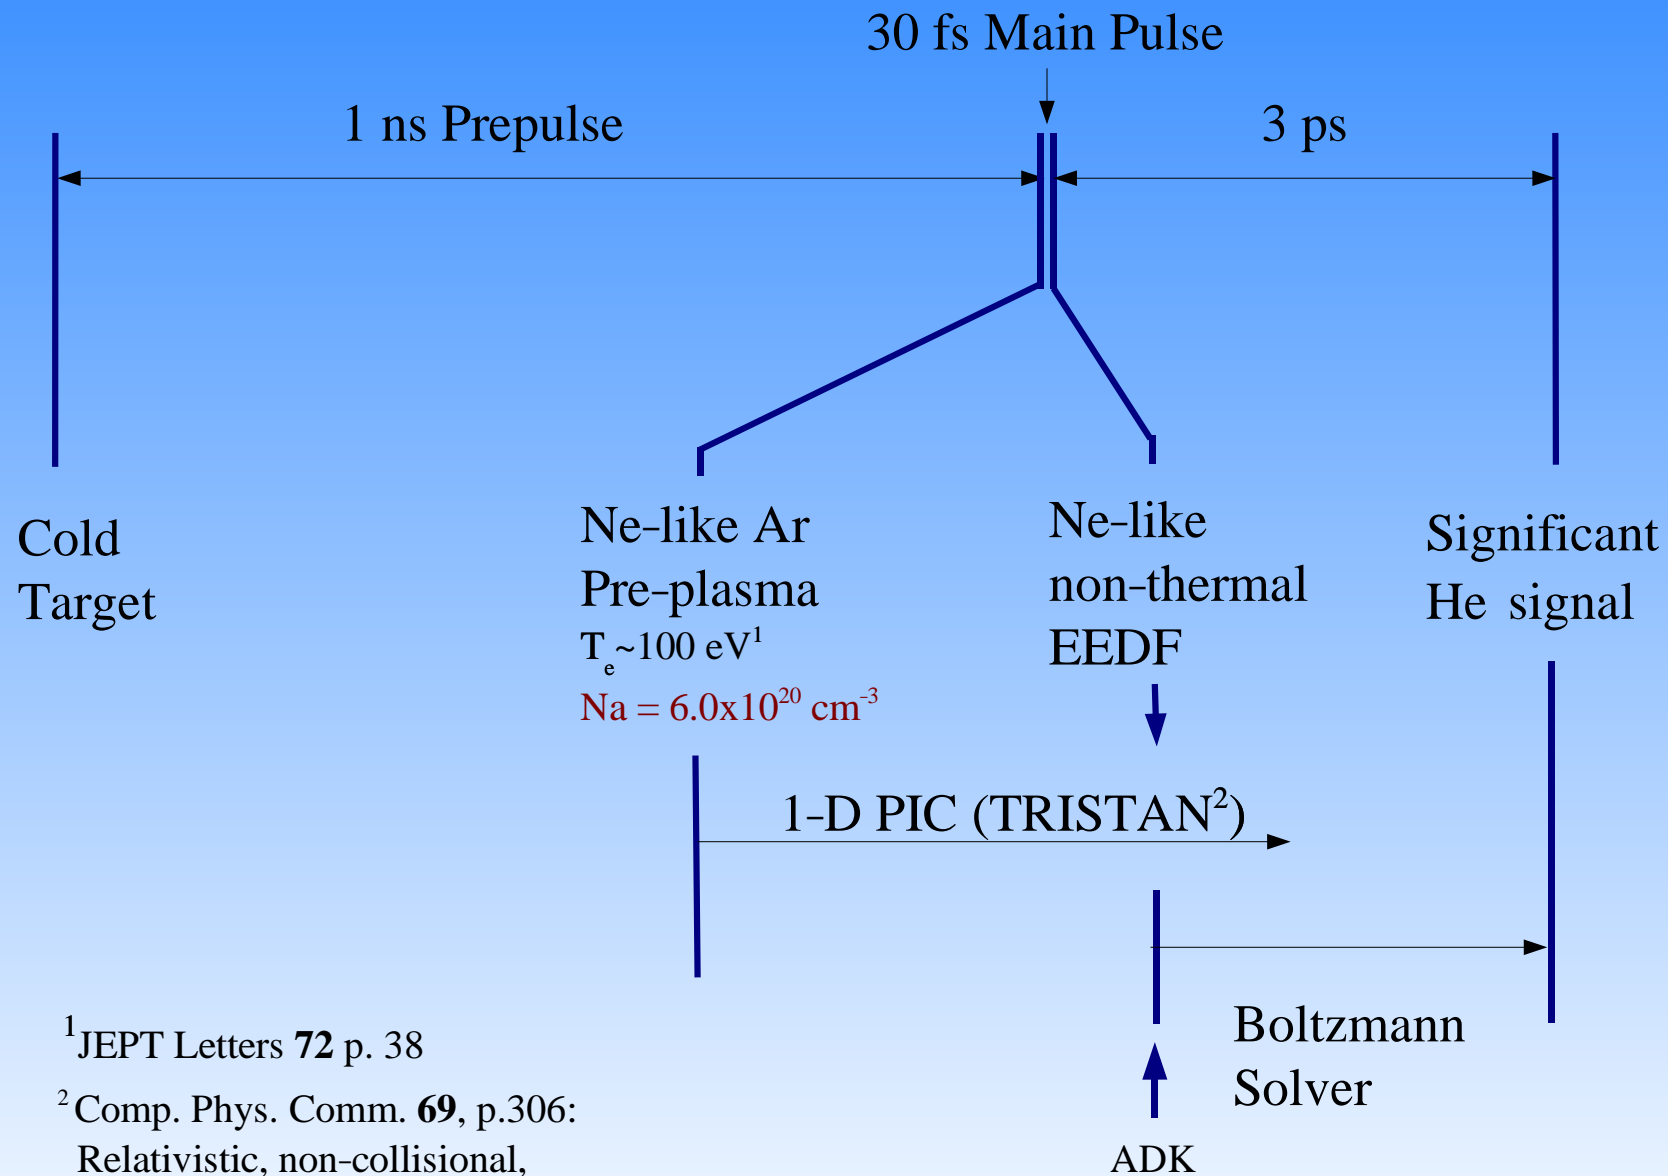 30 fs Main Pulse
1 ns Prepulse
3 ps
Cold
Target
Ne-like Ar
Pre-plasma
Te~100 eV¹
Na = 6.0x10²⁰ cm⁻³
Ne-like
non-thermal
EEDF
Significant
He signal
1-D PIC (TRISTAN²)
Boltzmann
Solver
ADK
¹JEPT Letters 72 p. 38
²Comp. Phys. Comm. 69, p.306:
Relativistic, non-collisional,